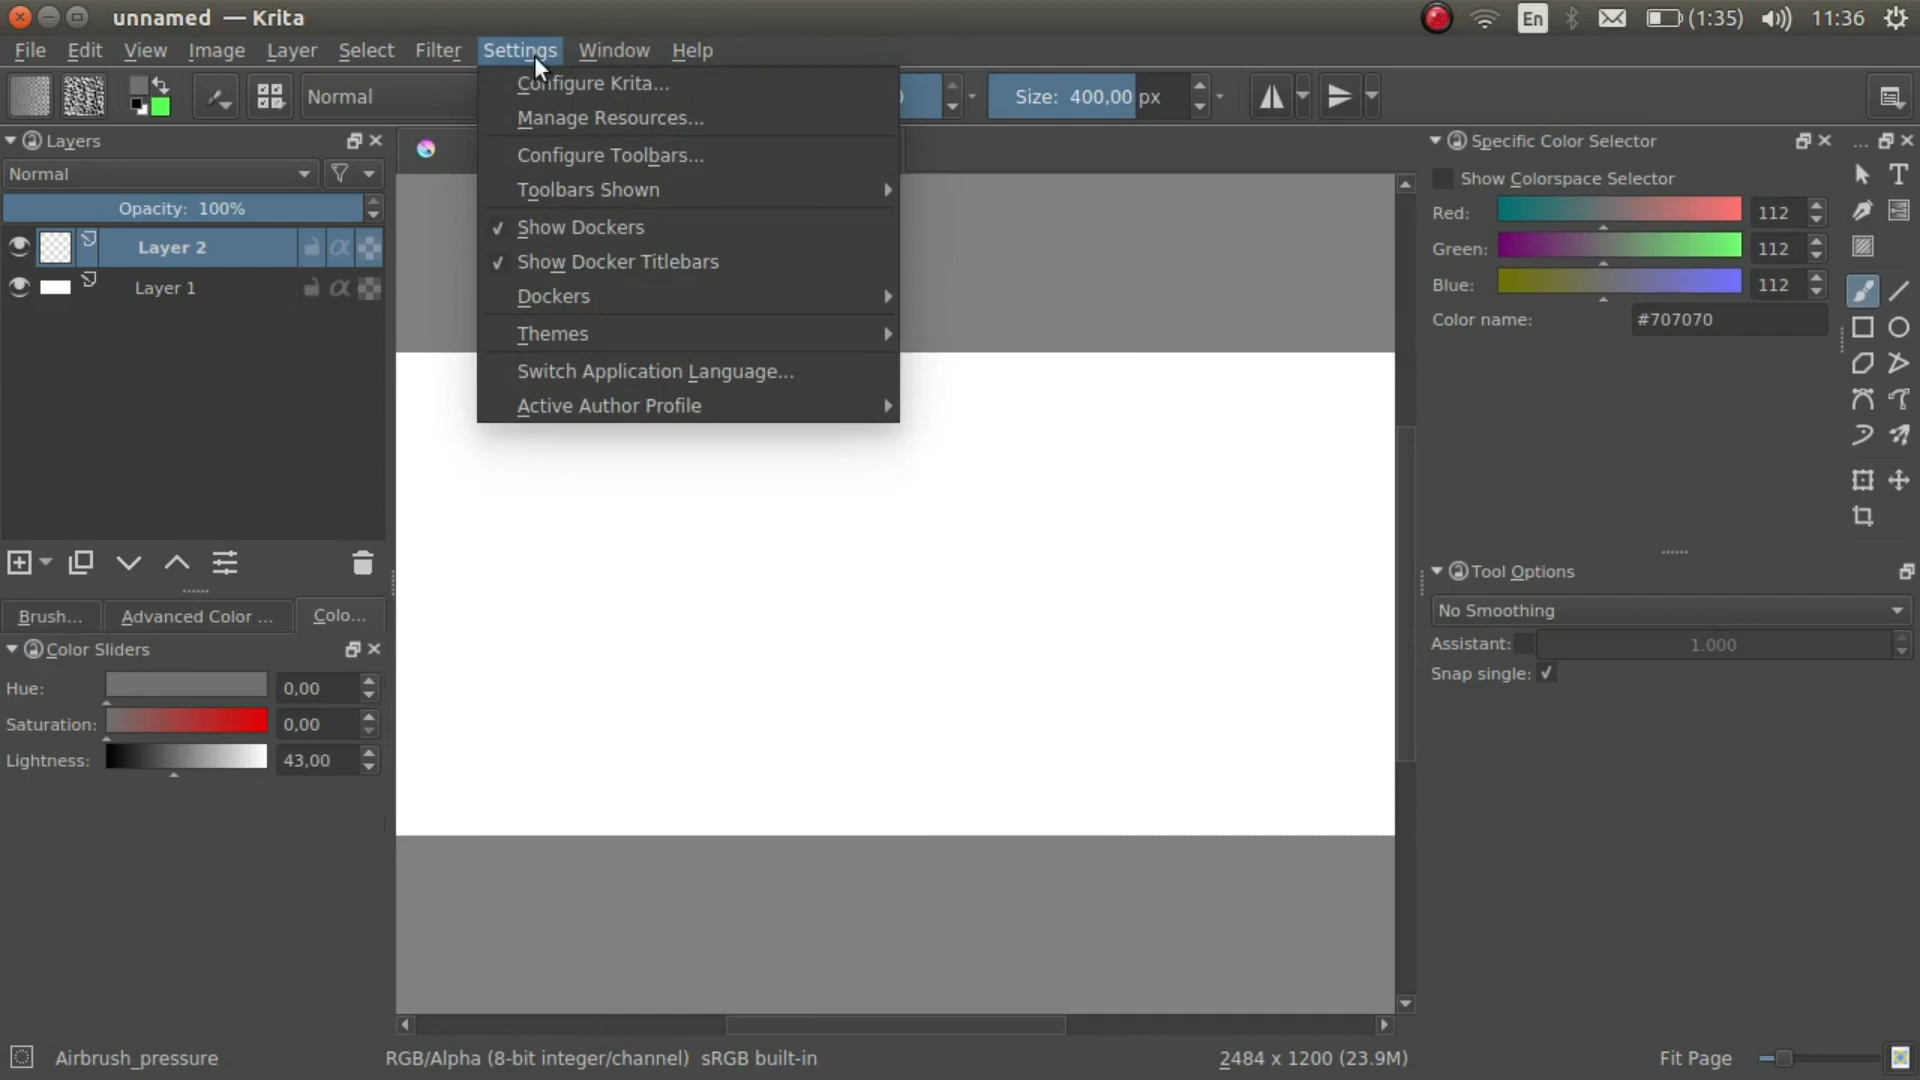 unnamed — Krita
En
(1:35)
11:36
File Edit View Image Layer Select Filter Settings Window Help
Normal
Size: 400,00 px
Configure Krita...
Manage Resources...
Configure Toolbars...
Toolbars Shown
Show Dockers
Show Docker Titlebars
Dockers
Themes
Switch Application Language...
Active Author Profile
Layers
Normal
Opacity: 100%
Layer 2
Layer 1
Brush... Advanced Color ... Colo...
Color Sliders
Hue: 0,00
Saturation: 0,00
Lightness: 43,00
Specific Color Selector
Show Colorspace Selector
Red: 112
Green: 112
Blue: 112
Color name: #707070
Tool Options
No Smoothing
Assistant: 1.000
Snap single:
Airbrush_pressure
RGB/Alpha (8-bit integer/channel) sRGB built-in
2484 x 1200 (23.9M)
Fit Page